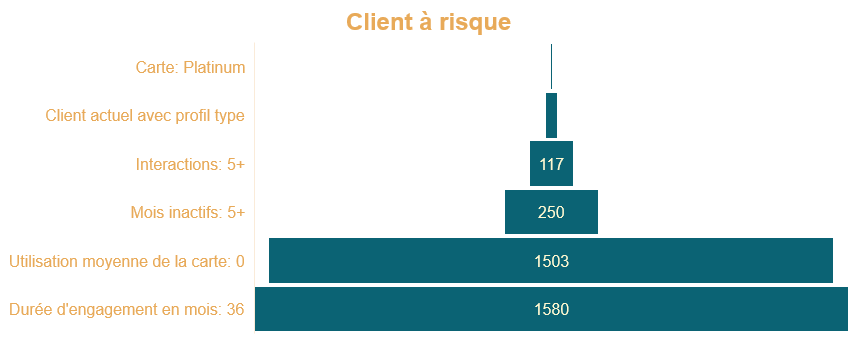 Client à risque
Carte: Platinum
Client actuel avec profil type
Interactions: 5+
117
Mois inactifs: 5+
250
Utilisation moyenne de la carte: 0
1503
Durée d'engagement en mois: 36
1580